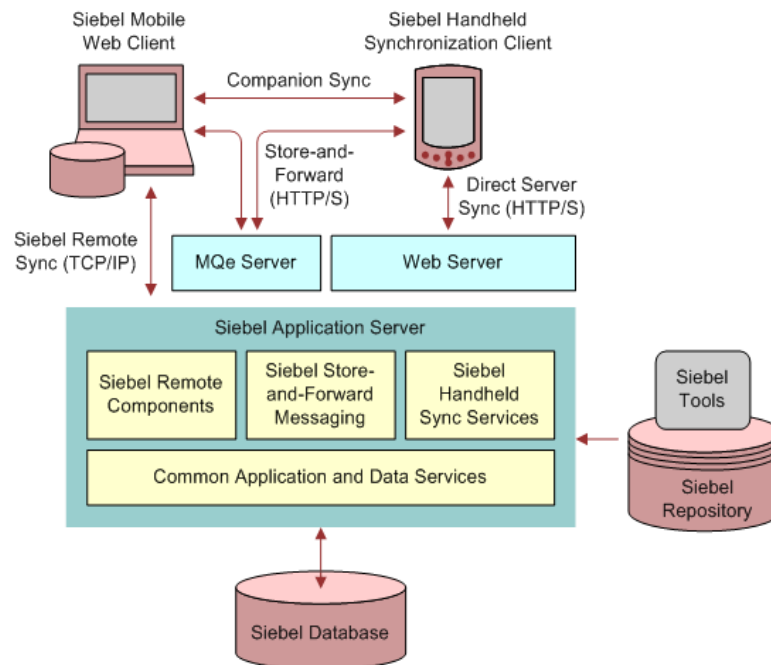 Siebel Mobile
Web Client
Siebel Handheld
Synchronization Client
Companion Sync
Store-and-
Forward
(HTTP/S)
Direct Server
Sync (HTTP/S)
Siebel Remote
Sync (TCP/IP)
MQe Server
Web Server
Siebel Application Server
Siebel Remote
Components
Siebel Store-
and-Forward
Messaging
Siebel
Handheld
Sync Services
Common Application and Data Services
Siebel
Tools
Siebel
Repository
Siebel Database